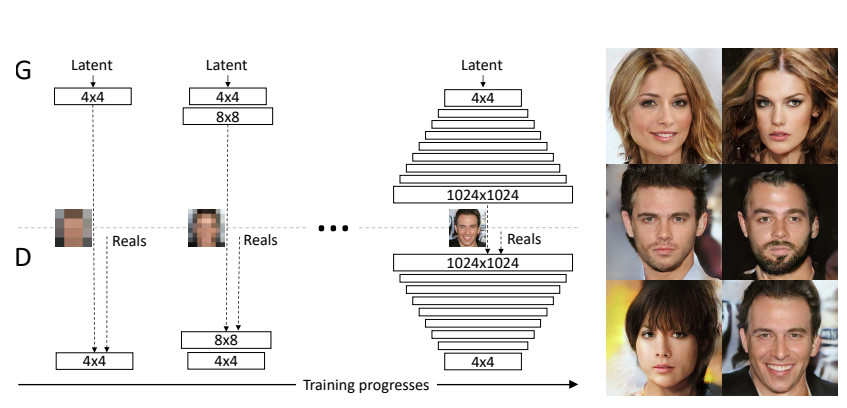 G
Latent
Latent
Latent
4x4
4x4
4x4
8x8
1024x1024
Reals
Reals
Reals
D
1024x1024
8x8
4x4
4x4
4x4
Training progresses